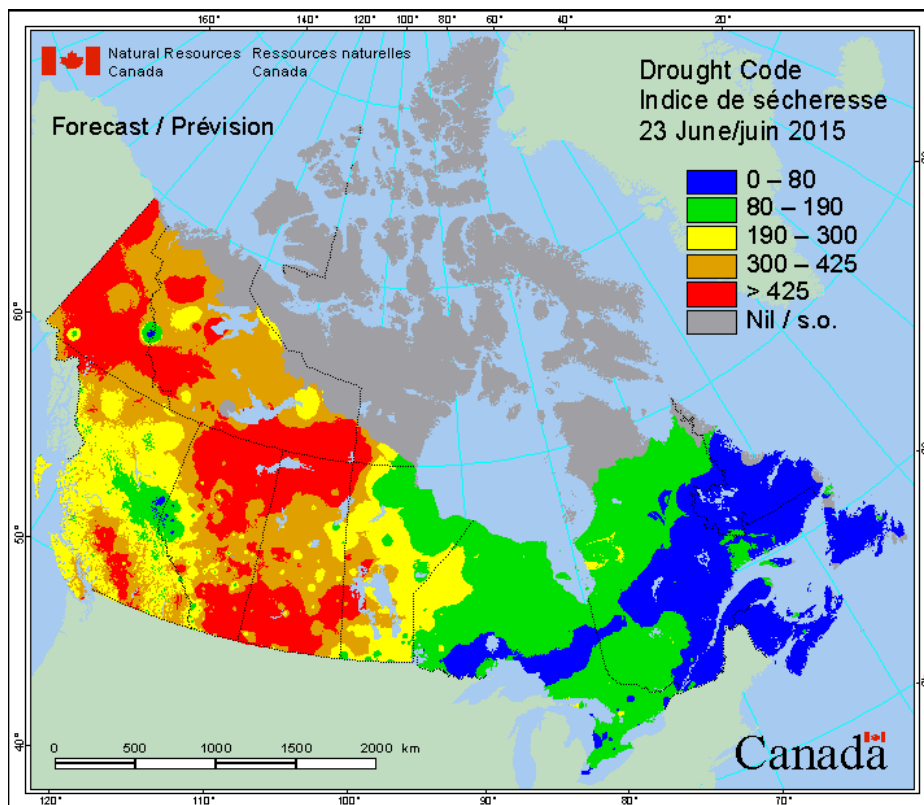 160° 140° 120° 100° 80° 60° 40° 20°
Natural Resources Ressources naturelles
Canada Canada
Forecast / Prévision
Drought Code
Indice de sécheresse
23 June/juin 2015
0 – 80
80 – 190
190 – 300
300 – 425
> 425
Nil / s.o.
60°
50°
40°
0 500 1000 1500 2000 km
Canada
120° 110° 100° 90° 80° 70°